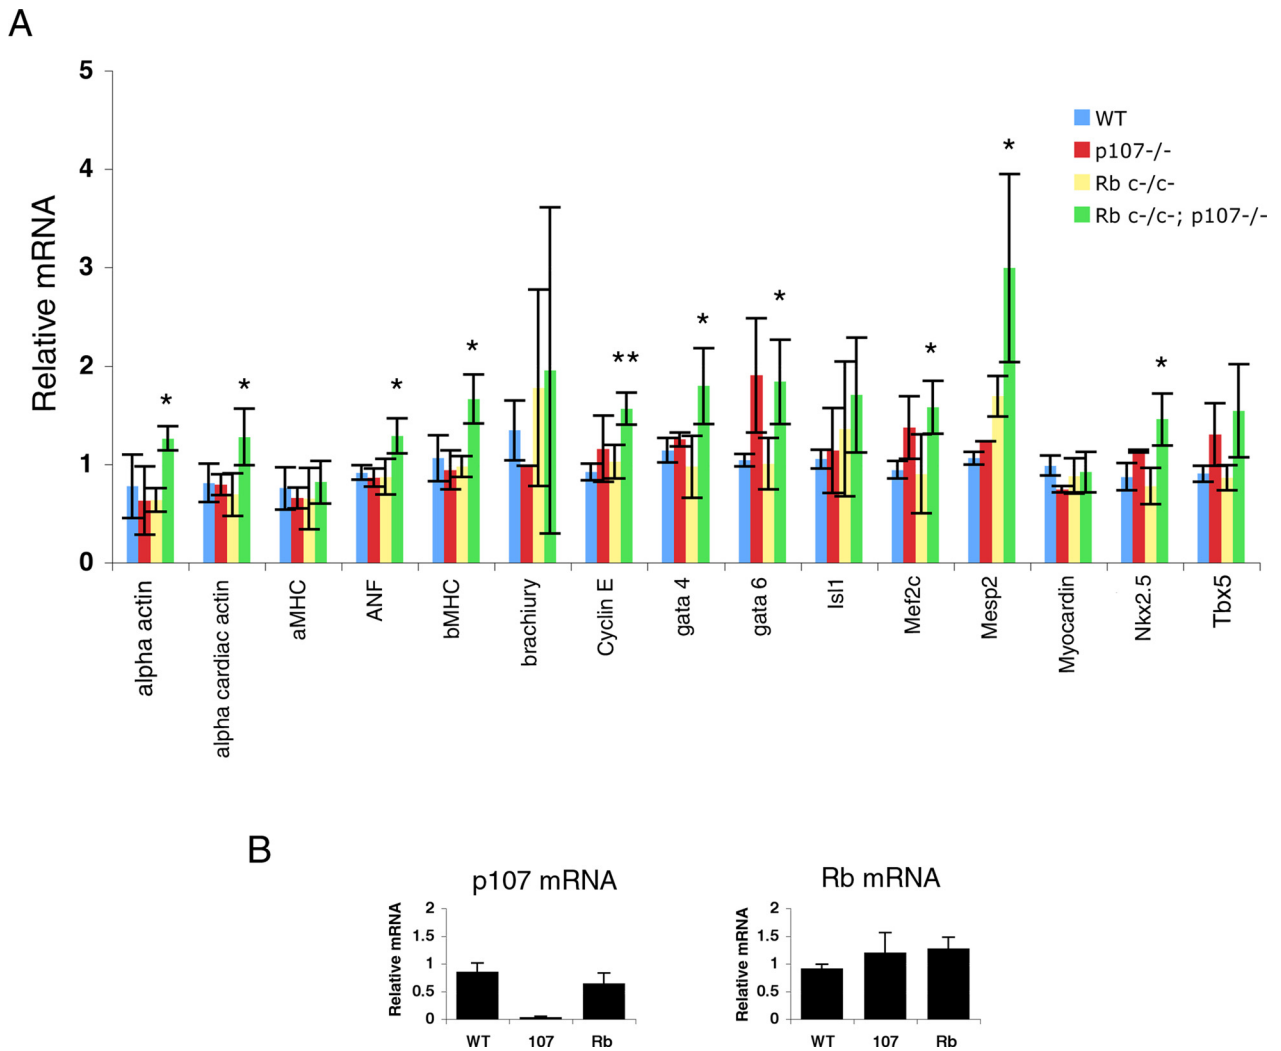 A
5
4
3
2
1
0
Relative mRNA
WT
p107-/-
Rb c-/c-
Rb c-/c-; p107-/-
*
*
*
*
**
*
*
*
*
*
alpha actin
alpha cardiac actin
aMHC
ANF
bMHC
brachiury
Cyclin E
gata 4
gata 6
Isl1
Mef2c
Mesp2
Myocardin
Nkx2.5
Tbx5
B
p107 mRNA
Relative mRNA
2
1.5
1
0.5
0
WT 107 Rb
Rb mRNA
Relative mRNA
2
1.5
1
0.5
0
WT 107 Rb